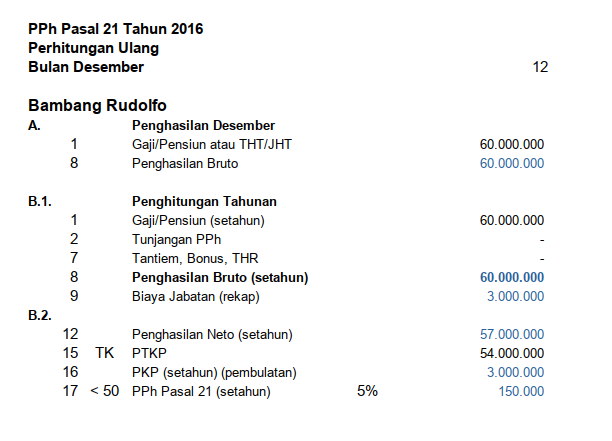 PPh Pasal 21 Tahun 2016
Perhitungan Ulang
Bulan Desember 12
Bambang Rudolfo
A. Penghasilan Desember
1 Gaji/Pensiun atau THT/JHT 60.000.000
8 Penghasilan Bruto 60.000.000
B.1. Penghitungan Tahunan
1 Gaji/Pensiun (setahun) 60.000.000
2 Tunjangan PPh -
7 Tantiem, Bonus, THR -
8 Penghasilan Bruto (setahun) 60.000.000
9 Biaya Jabatan (rekap) 3.000.000
B.2.
12 Penghasilan Neto (setahun) 57.000.000
15 TK PTKP 54.000.000
16 PKP (setahun) (pembulatan) 3.000.000
17 < 50 PPh Pasal 21 (setahun) 5% 150.000